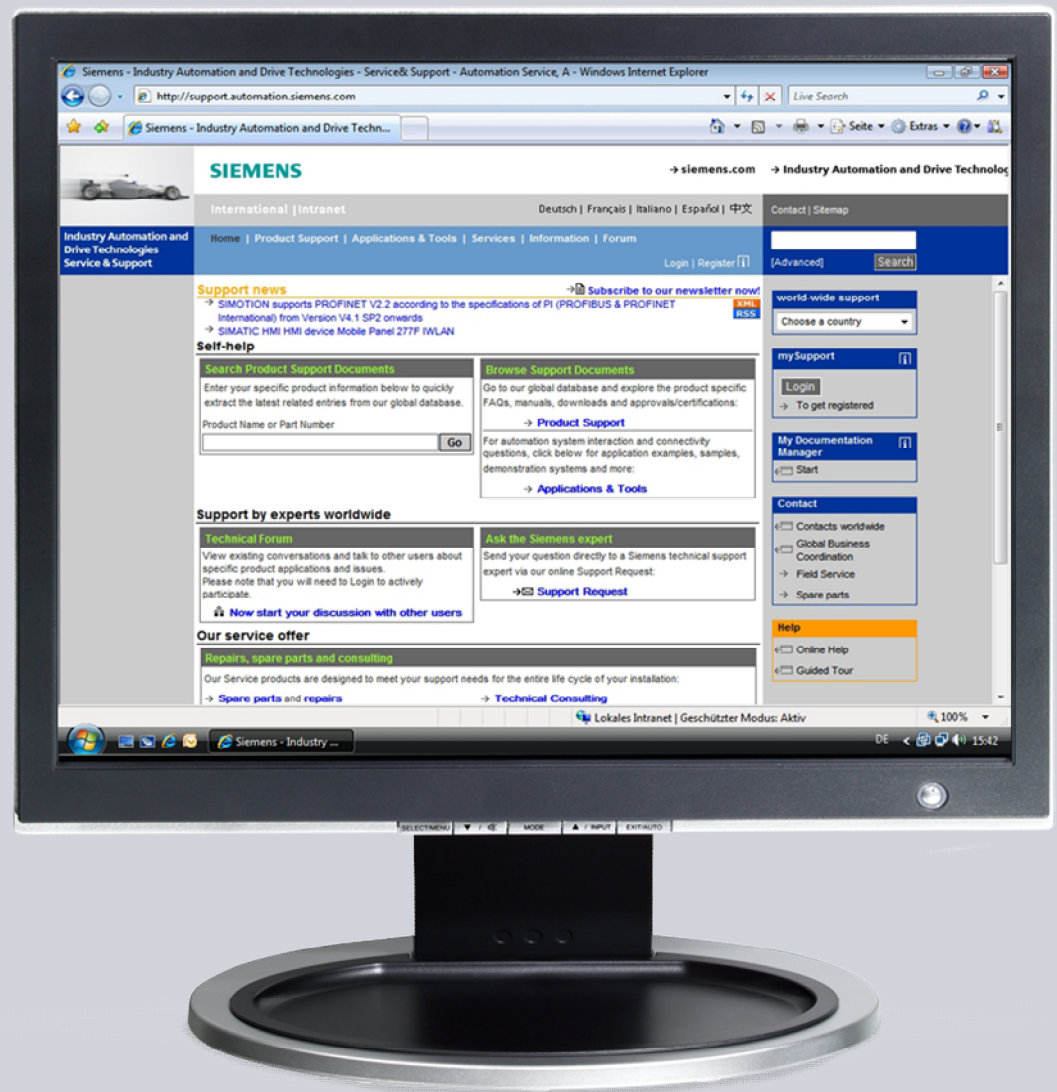 Siemens - Industry Automation and Drive Technologies - Service& Support - Automation Service, A - Windows Internet Explorer
http://support.automation.siemens.com
Live Search
Siemens - Industry Automation and Drive Techn...
Seite
Extras
SIEMENS
siemens.com
Industry Automation and Drive Technolog
International | Intranet
Deutsch | Français | Italiano | Español | 中文
Contact | Sitemap
Industry Automation and
Drive Technologies
Service & Support
Home | Product Support | Applications & Tools | Services | Information | Forum
Login | Register
[Advanced]
Search
Support news
Subscribe to our newsletter now!
SIMOTION supports PROFINET V2.2 according to the specifications of PI (PROFIBUS & PROFINET
International) from Version V4.1 SP2 onwards
XML
RSS
SIMATIC HMI HMI device Mobile Panel 277F IWLAN
Self-help
Search Product Support Documents
Enter your specific product information below to quickly
extract the latest related entries from our global database.
Product Name or Part Number
Go
Browse Support Documents
Go to our global database and explore the product specific
FAQs, manuals, downloads and approvals/certifications:
Product Support
For automation system interaction and connectivity
questions, click below for application examples, samples,
demonstration systems and more:
Applications & Tools
Support by experts worldwide
Technical Forum
View existing conversations and talk to other users about
specific product applications and issues.
Please note that you will need to Login to actively
participate.
Now start your discussion with other users
Ask the Siemens expert
Send your question directly to a Siemens technical support
expert via our online Support Request:
Support Request
Our service offer
Repairs, spare parts and consulting
Our Service products are designed to meet your support needs for the entire life cycle of your installation:
Spare parts and repairs
Technical Consulting
world-wide support
Choose a country
mySupport
Login
To get registered
My Documentation
Manager
Start
Contact
Contacts worldwide
Global Business
Coordination
Field Service
Spare parts
Help
Online Help
Guided Tour
Lokales Intranet | Geschützter Modus: Aktiv
100%
Siemens - Industry ...
DE
15:42
SELECT/MENU
▼ /
MODE
▲ / INPUT
EXIT/AUTO